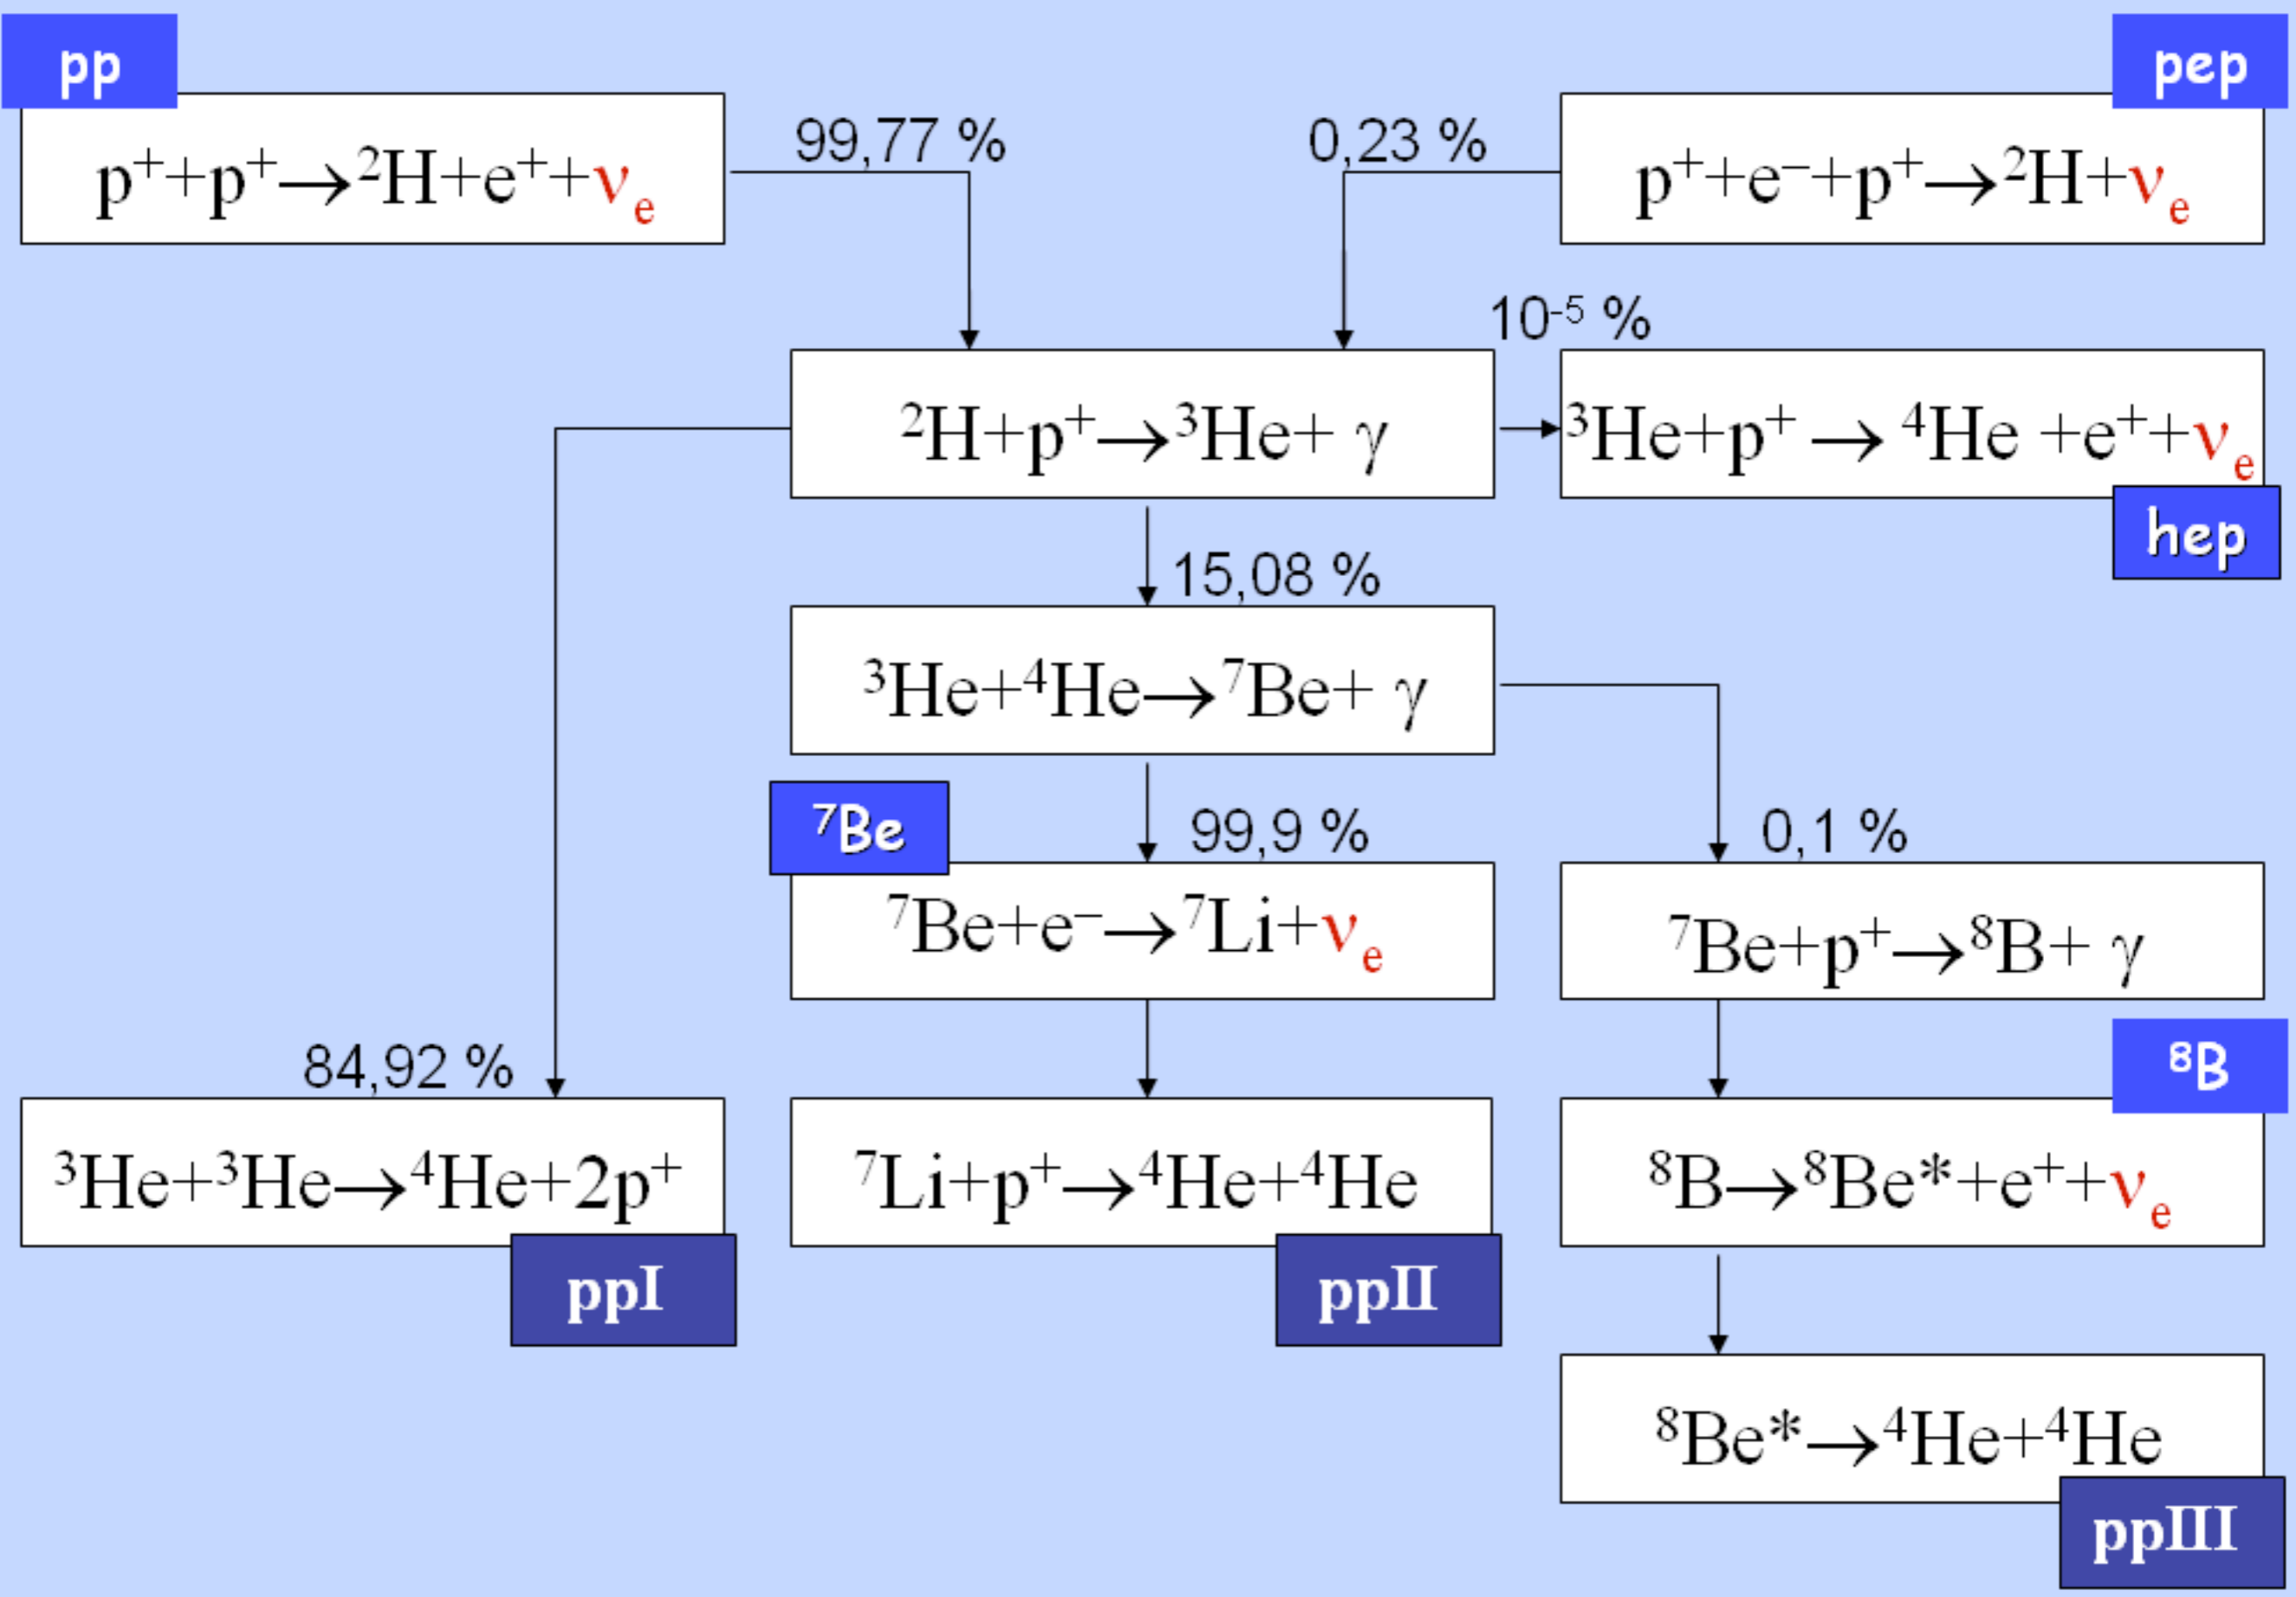 pp
pep
99,77 %
0,23 %
p⁺+p⁺→²H+e⁺+νₑ
p⁺+e⁻+p⁺→²H+νₑ
10⁻⁵ %
²H+p⁺→³He+ γ
³He+p⁺ → ⁴He +e⁺+νₑ
hep
15,08 %
³He+⁴He→⁷Be+ γ
⁷Be
99,9 %
0,1 %
⁷Be+e⁻→⁷Li+νₑ
⁷Be+p⁺→⁸B+ γ
84,92 %
⁸B
³He+³He→⁴He+2p⁺
⁷Li+p⁺→⁴He+⁴He
⁸B→⁸Be*+e⁺+νₑ
ppI
ppII
⁸Be*→⁴He+⁴He
ppIII